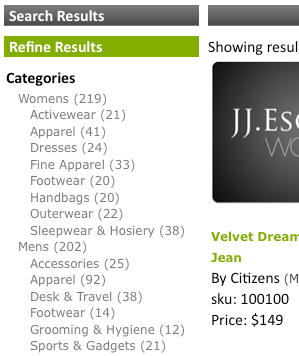 Search Results
Refine Results
Categories
Womens (219)
Activewear (21)
Apparel (41)
Dresses (24)
Fine Apparel (33)
Footwear (20)
Handbags (20)
Outerwear (22)
Sleepwear & Hosiery (38)
Mens (202)
Accessories (25)
Apparel (92)
Desk & Travel (38)
Footwear (14)
Grooming & Hygiene (12)
Sports & Gadgets (21)
Showing resul
JJ.Eso
WO
Velvet Dream
Jean
By Citizens (M
sku: 100100
Price: $149